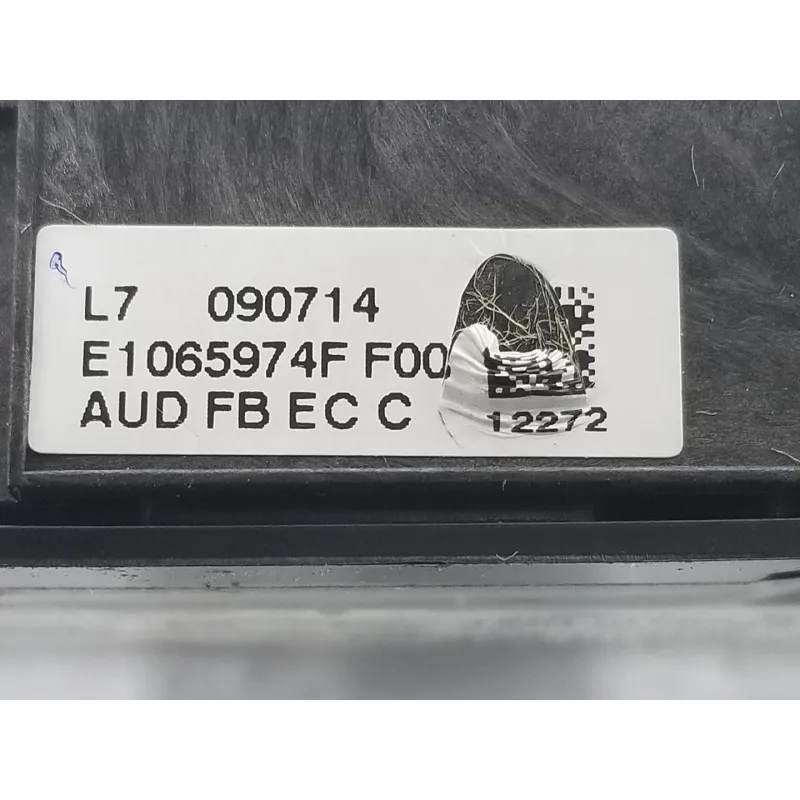 L7 090714
E1065974F F00
AUD FB EC C
12272